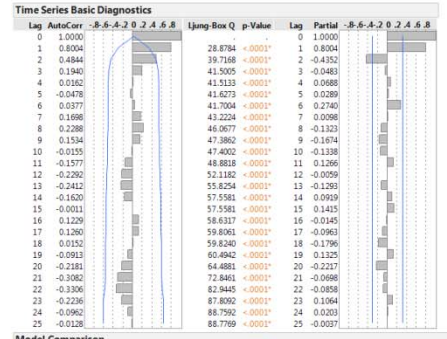 Time Series Basic Diagnostics
Lag AutoCorr -.8-.6-.4-.2 0 .2 .4 .6 .8 Ljung-Box Q p-Value Lag Partial -.8-.6-.4-.2 0 .2 .4 .6 .8
0 1.0000 . . 0 1.0000
1 0.8004 28.8784 <.0001* 1 0.8004
2 0.4844 39.7168 <.0001* 2 -0.4352
3 0.1940 41.5005 <.0001* 3 -0.0483
4 0.0162 41.5133 <.0001* 4 0.0688
5 -0.0478 41.6273 <.0001* 5 0.0289
6 0.0377 41.7004 <.0001* 6 0.2740
7 0.1698 43.2224 <.0001* 7 0.0098
8 0.2288 46.0677 <.0001* 8 -0.1323
9 0.1534 47.3862 <.0001* 9 -0.1674
10 -0.0155 47.4002 <.0001* 10 -0.1338
11 -0.1577 48.8818 <.0001* 11 0.1266
12 -0.2292 52.1182 <.0001* 12 -0.0059
13 -0.2412 55.8254 <.0001* 13 -0.1293
14 -0.1620 57.5581 <.0001* 14 0.0919
15 -0.0011 57.5581 <.0001* 15 0.1415
16 0.1229 58.6317 <.0001* 16 -0.0145
17 0.1260 59.8061 <.0001* 17 -0.0963
18 0.0152 59.8240 <.0001* 18 -0.1796
19 -0.0913 60.4942 <.0001* 19 0.1325
20 -0.2181 64.4881 <.0001* 20 -0.2217
21 -0.3082 72.8461 <.0001* 21 -0.0698
22 -0.3306 82.9445 <.0001* 22 -0.0858
23 -0.2236 87.8092 <.0001* 23 0.1064
24 -0.0962 88.7592 <.0001* 24 0.0203
25 -0.0128 88.7769 <.0001* 25 -0.0037
Model Comparison